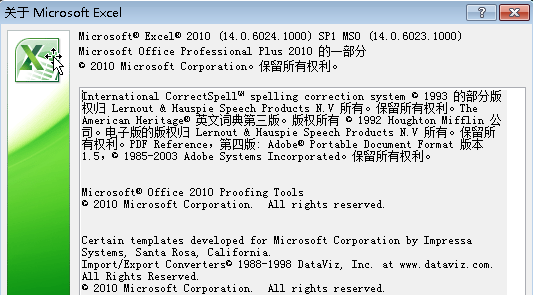 关于 Microsoft Excel
Microsoft® Excel® 2010 (14.0.6024.1000) SP1 MSO (14.0.6023.1000)
Microsoft Office Professional Plus 2010 的一部分
© 2010 Microsoft Corporation。保留所有权利。
International CorrectSpell™ spelling correction system © 1993 的部分版
权归 Lernout & Hauspie Speech Products N.V 所有。保留所有权利。The
American Heritage® 英文词典第三版。版权所有 © 1992 Houghton Mifflin 公
司。电子版的版权归 Lernout & Hauspie Speech Products N.V 所有。保留所
有权利。PDF Reference，第四版: Adobe® Portable Document Format 版本
1.5，© 1985-2003 Adobe Systems Incorporated。保留所有权利。
Microsoft® Office 2010 Proofing Tools
© 2010 Microsoft Corporation.  All rights reserved.
Certain templates developed for Microsoft Corporation by Impressa
Systems, Santa Rosa, California.
Import/Export Converters© 1988-1998 DataViz, Inc. at www.dataviz.com.
All Rights Reserved.
© 2010 Microsoft Corporation.  All rights reserved.